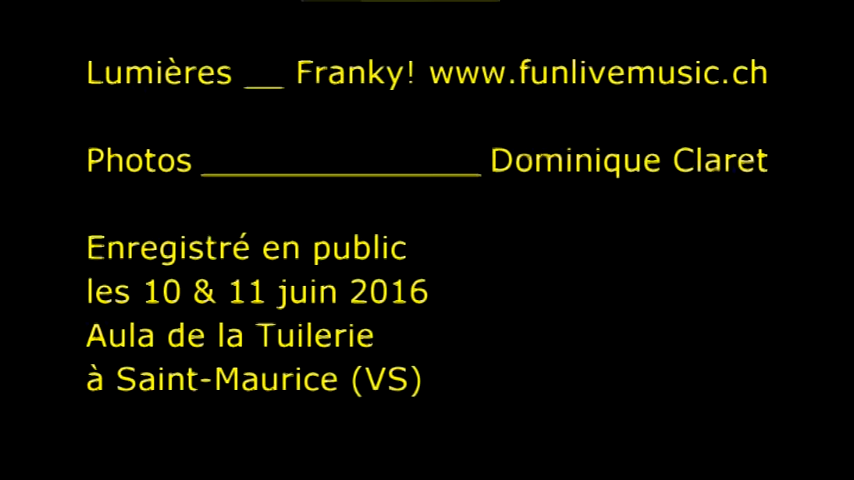 Lumières __ Franky! www.funlivemusic.ch
Photos _________________ Dominique Claret
Enregistré en public
les 10 & 11 juin 2016
Aula de la Tuilerie
à Saint-Maurice (VS)